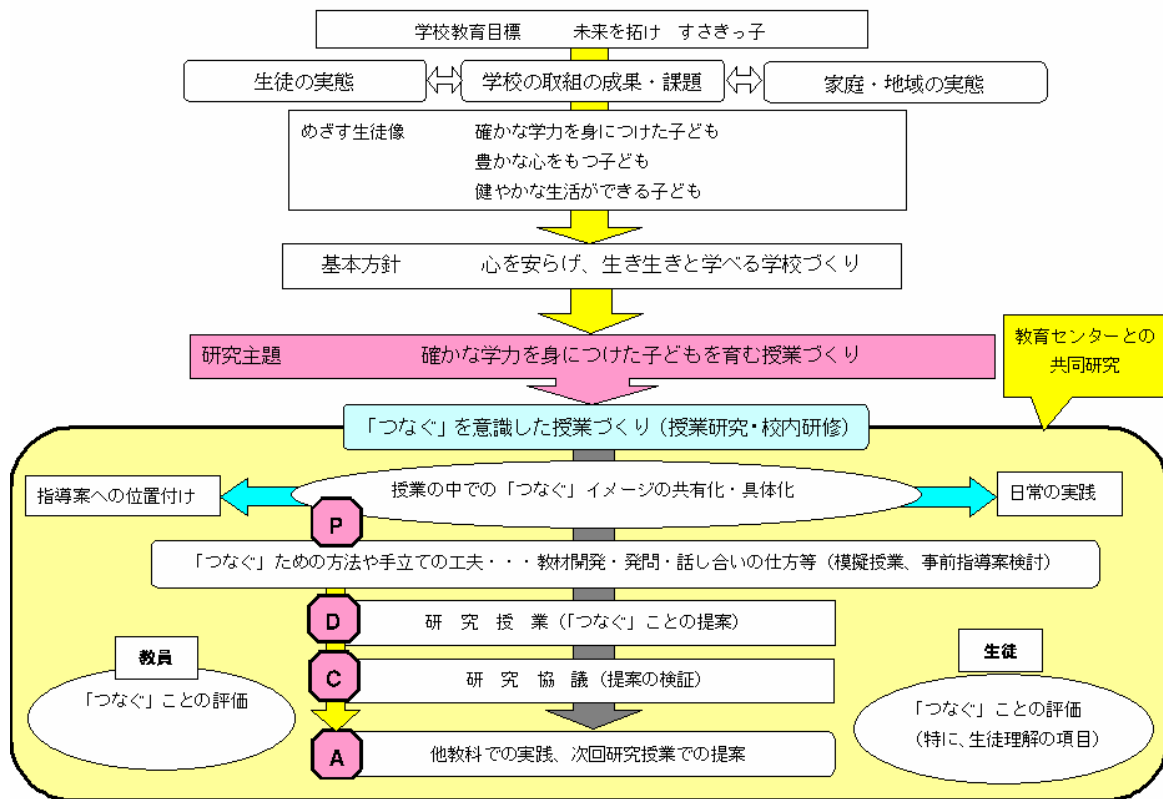 学校教育目標　　未来を拓け　すさきっ子
生徒の実態
学校の取組の成果・課題
家庭・地域の実態
めざす生徒像　　確かな学力を身につけた子ども
豊かな心をもつ子ども
健やかな生活ができる子ども
基本方針　　心を安らげ、生き生きと学べる学校づくり
教育センターとの
共同研究
研究主題　　確かな学力を身につけた子どもを育む授業づくり
「つなぐ」を意識した授業づくり（授業研究・校内研修）
指導案への位置付け
授業の中での「つなぐ」イメージの共有化・具体化
日常の実践
P
「つなぐ」ための方法や手立ての工夫・・・教材開発・発問・話し合いの仕方等（模擬授業、事前指導案検討）
D
研　究　授　業（「つなぐ」ことの提案）
C
研　究　協　議（提案の検証）
A
他教科での実践、次回研究授業での提案
教員
「つなぐ」ことの評価
生徒
「つなぐ」ことの評価
（特に、生徒理解の項目）